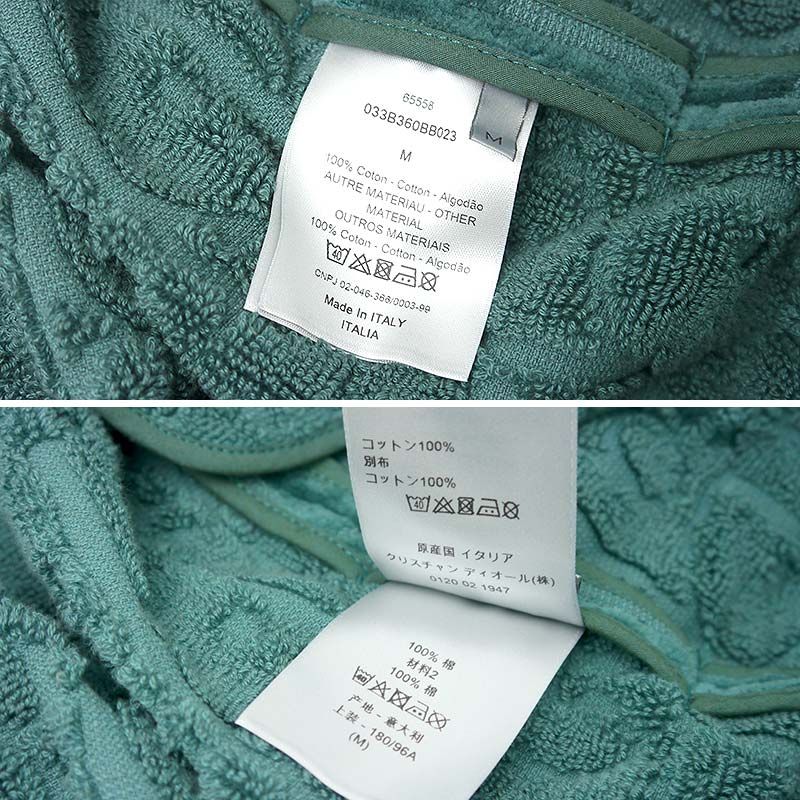 65558
033B360BB023
M
M
100% Coton - Cotton - Algodão
AUTRE MATERIAU - OTHER
MATERIAL
OUTROS MATERIAIS
100% Coton - Cotton - Algodão
40
CNPJ 02-046-366/0003-99
Made In ITALY
ITALIA
コットン100%
別布
コットン100%
40
原産国 イタリア
クリスチャン ディオール(株)
0120 02 1947
100% 棉
材料2
100% 棉
40
产地 - 意大利
上装 - 180/96A
(M)